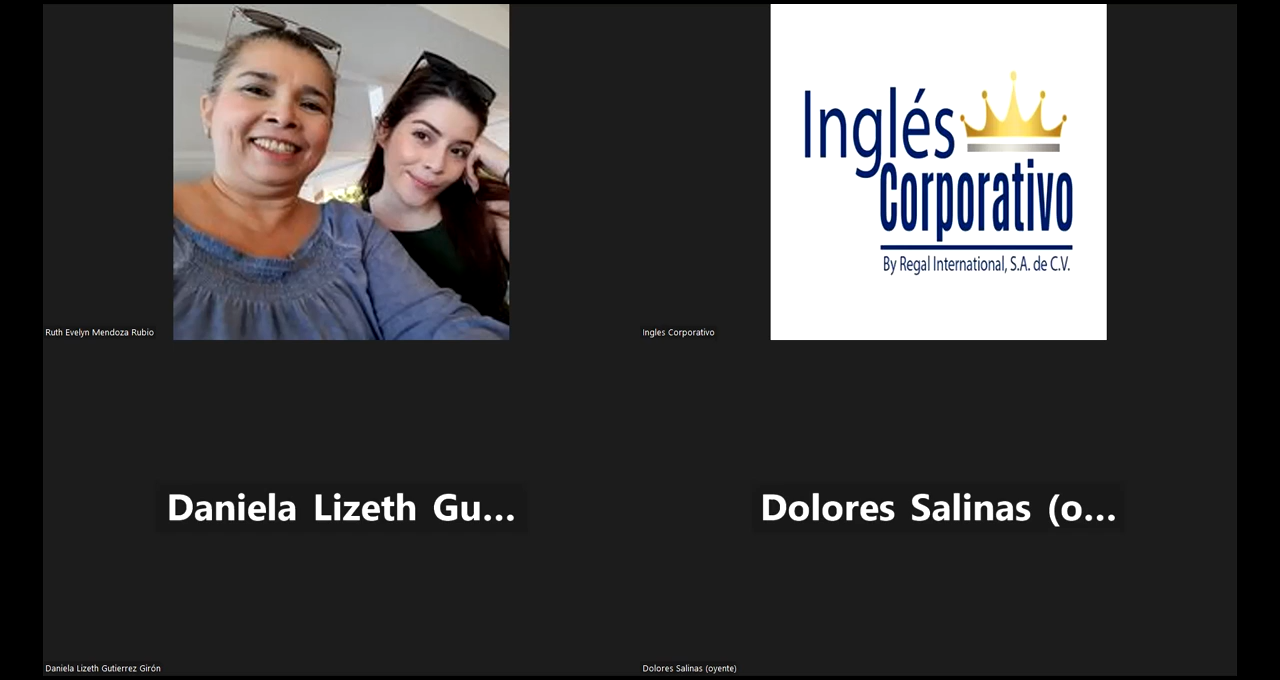 Inglés
Corporativo
By Regal International, S.A. de C.V.
Ruth Evelyn Mendoza Rubio
Ingles Corporativo
Daniela Lizeth Gu...
Dolores Salinas (o...
Daniela Lizeth Gutierrez Girón
Dolores Salinas (oyente)